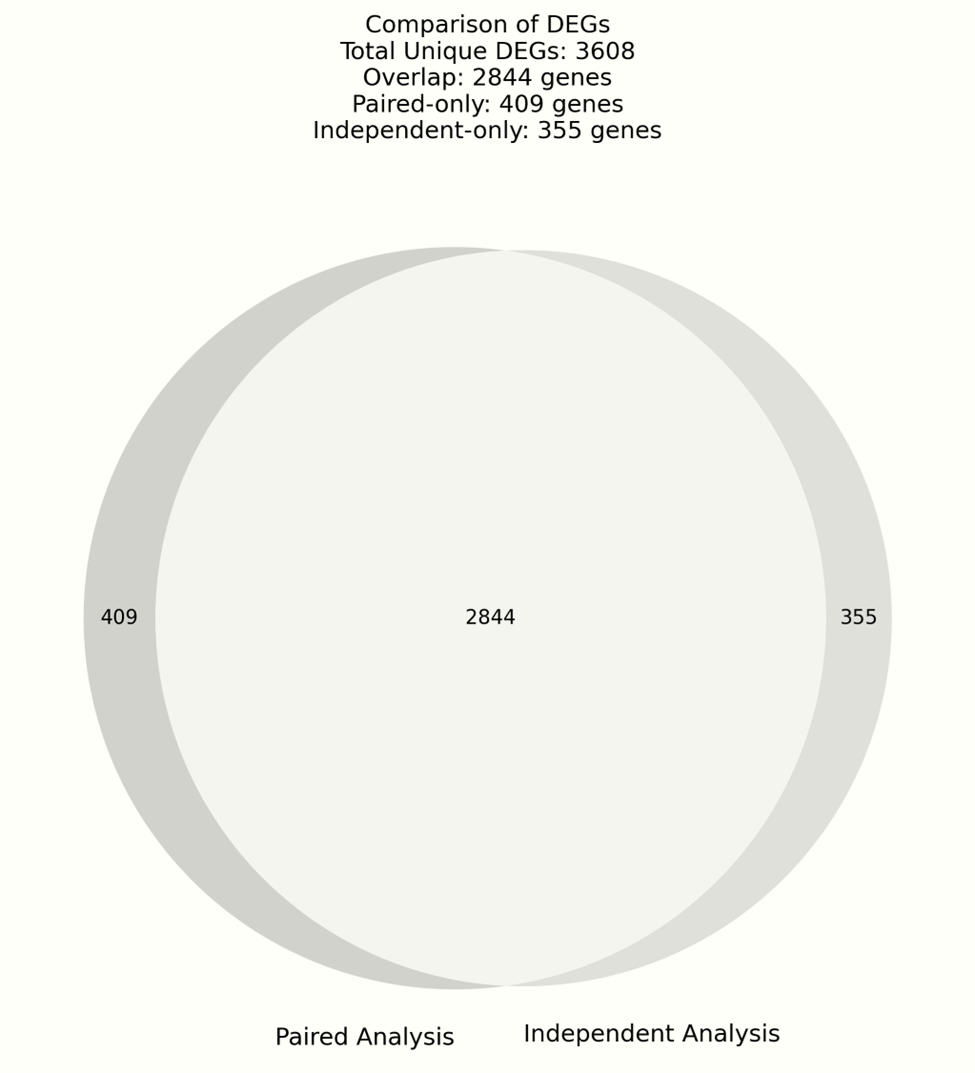 Comparison of DEGs
Total Unique DEGs: 3608
Overlap: 2844 genes
Paired-only: 409 genes
Independent-only: 355 genes
409
2844
355
Paired Analysis
Independent Analysis